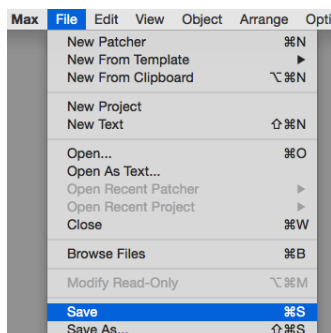 Max File Edit View Object Arrange Opti
New Patcher ⌘N
New From Template ▶
New From Clipboard ⌥⌘N
New Project
New Text ⇧⌘N
Open... ⌘O
Open As Text...
Open Recent Patcher ▶
Open Recent Project ▶
Close ⌘W
Browse Files ⌘B
Modify Read-Only ⌥⌘M
Save ⌘S
Save As... ⇧⌘S